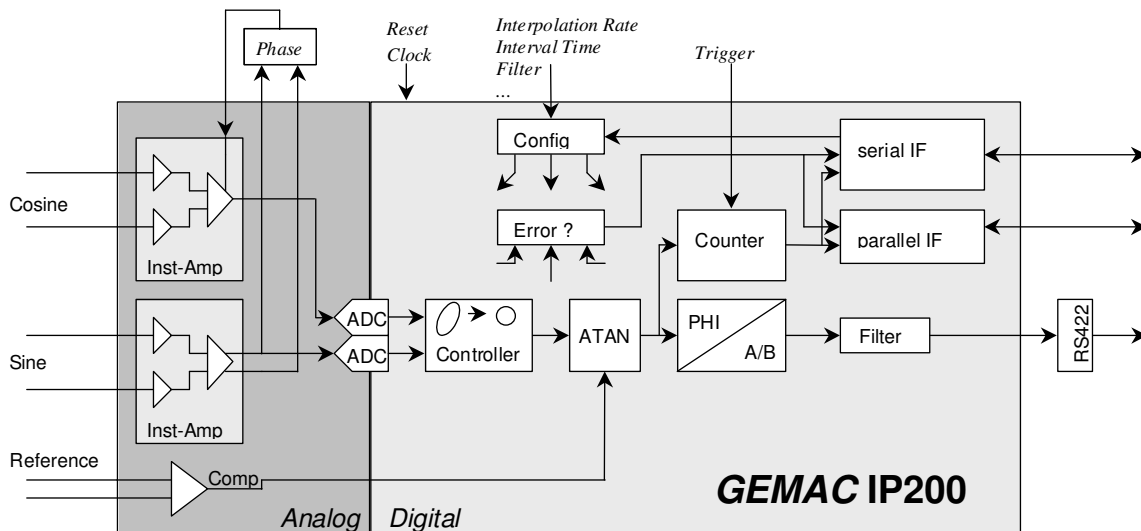 Phase
Reset
Clock
Interpolation Rate
Interval Time
Filter
...
Trigger
Config
serial IF
Cosine
Error ?
Counter
parallel IF
Inst-Amp
ADC
ADC
Controller
ATAN
PHI
A/B
Filter
RS422
Sine
Inst-Amp
Reference
Comp
GEMAC IP200
Analog
Digital